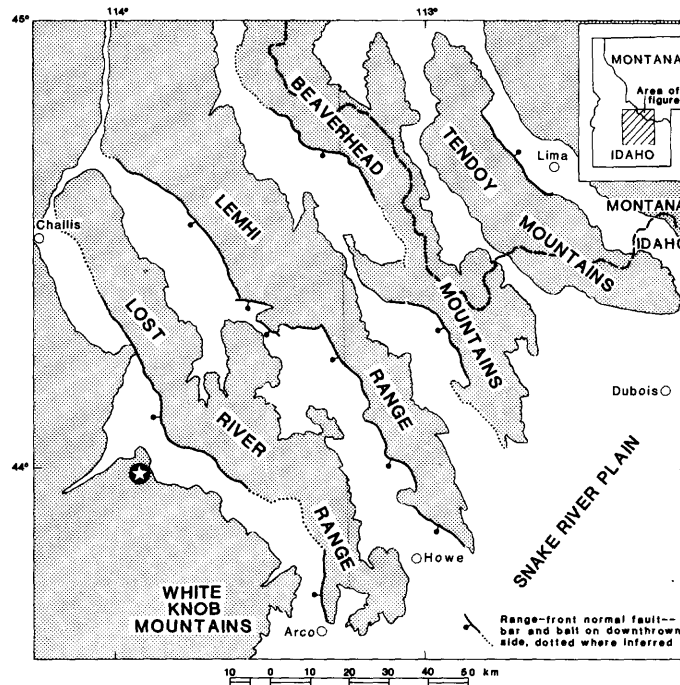 45°
114°
113°
MONTANA
Area of
figure
IDAHO
BEAVERHEAD
MOUNTAINS
TENDOY
MOUNTAINS
Lima
MONTANA
IDAHO
LEMHI
RANGE
Challis
LOST
RIVER
RANGE
Dubois
44°
SNAKE RIVER PLAIN
Howe
WHITE
KNOB
MOUNTAINS
Arco
Range-front normal fault--
bar and ball on downthrown
side, dotted where inferred
10 0 10 20 30 40 50 km